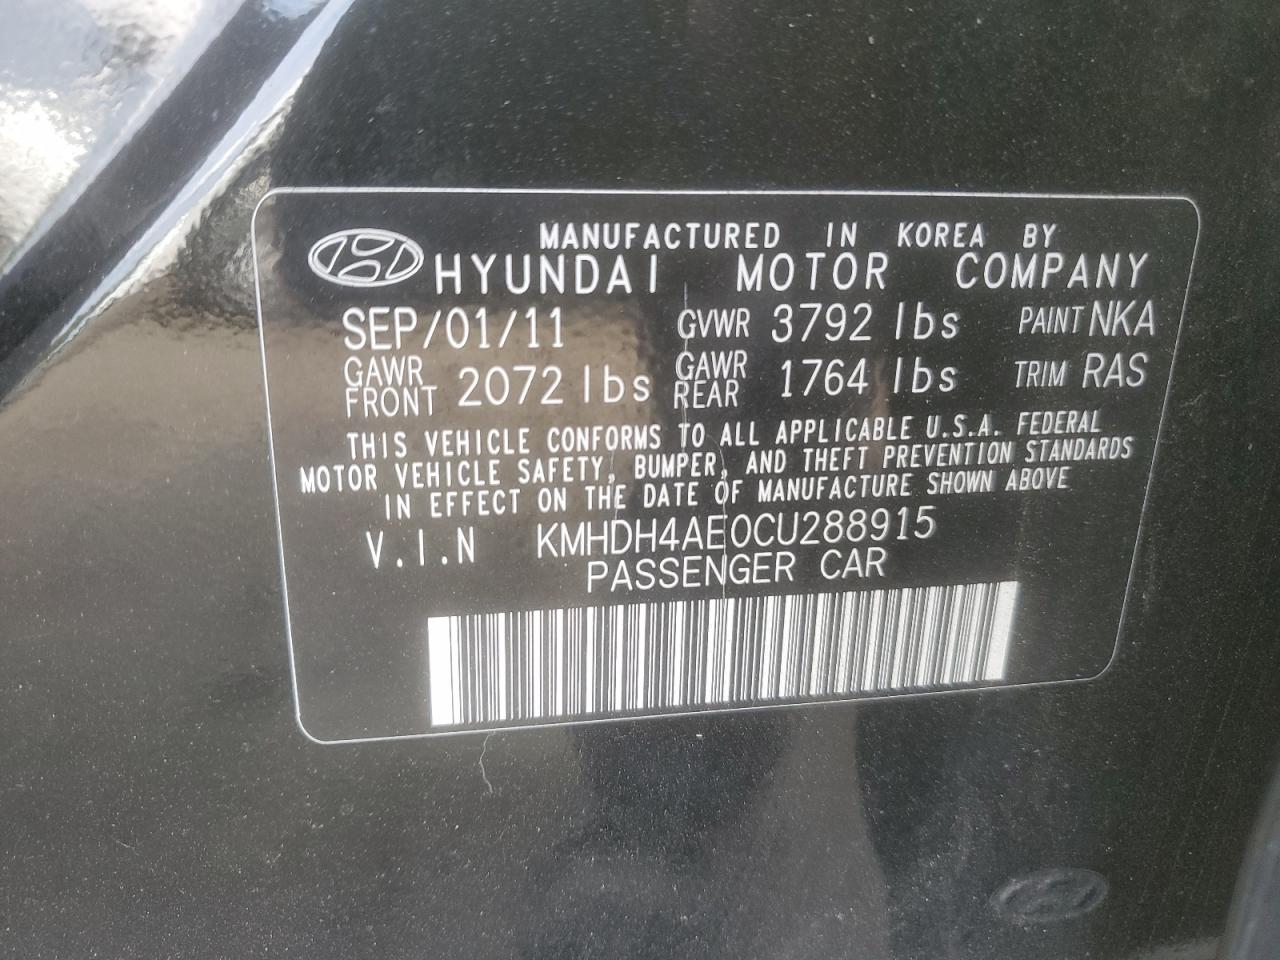 MANUFACTURED IN KOREA BY
HYUNDAI MOTOR COMPANY
SEP/01/11 GVWR 3792 lbs PAINT NKA
GAWR FRONT 2072 lbs GAWR REAR 1764 lbs TRIM RAS
THIS VEHICLE CONFORMS TO ALL APPLICABLE U.S.A. FEDERAL
MOTOR VEHICLE SAFETY, BUMPER, AND THEFT PREVENTION STANDARDS
IN EFFECT ON THE DATE OF MANUFACTURE SHOWN ABOVE
V.I.N KMHDH4AE0CU288915
PASSENGER CAR